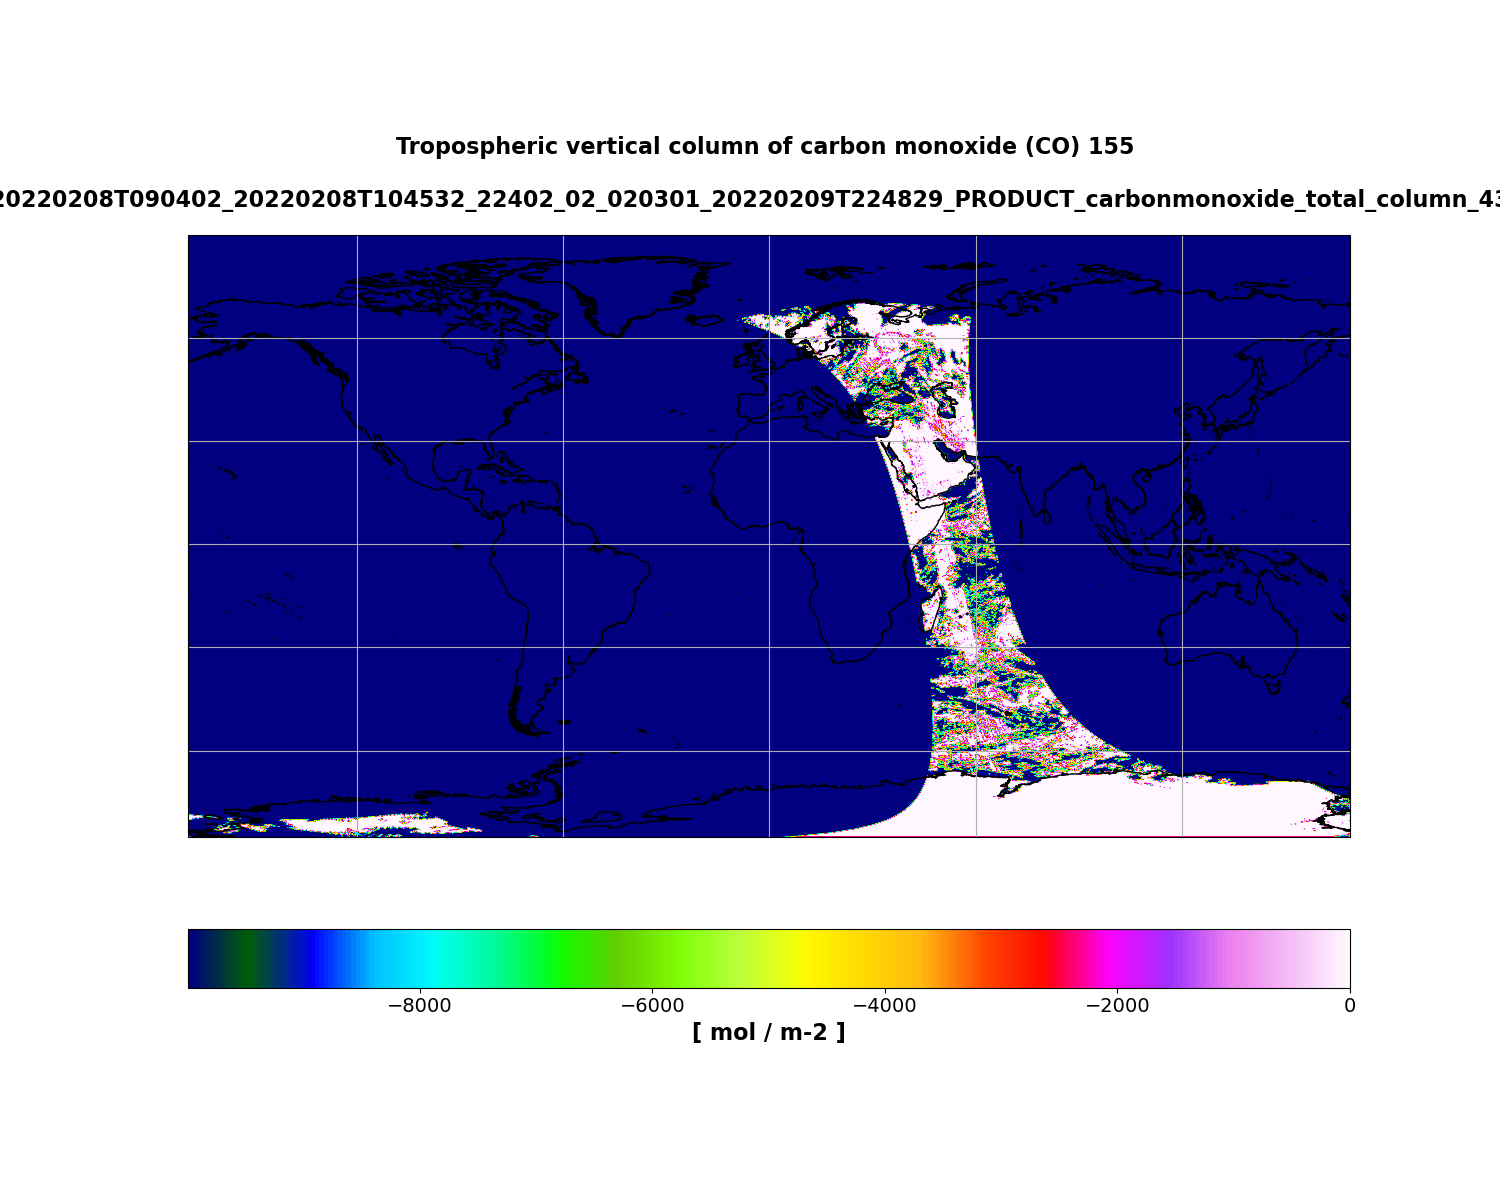 Tropospheric vertical column of carbon monoxide (CO) 155
20220208T090402_20220208T104532_22402_02_020301_20220209T224829_PRODUCT_carbonmonoxide_total_column_43
−8000 −6000 −4000 −2000 0
[ mol / m-2 ]